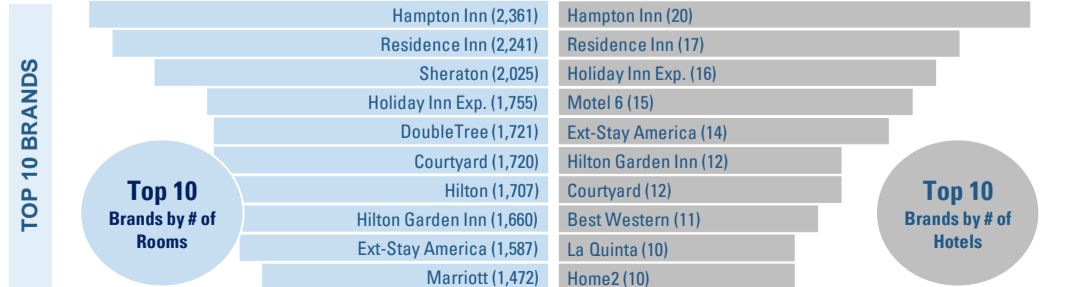 TOP 10 BRANDS
Hampton Inn (2,361)
Residence Inn (2,241)
Sheraton (2,025)
Holiday Inn Exp. (1,755)
DoubleTree (1,721)
Courtyard (1,720)
Hilton (1,707)
Hilton Garden Inn (1,660)
Ext-Stay America (1,587)
Marriott (1,472)
Top 10
Brands by # of
Rooms
Hampton Inn (20)
Residence Inn (17)
Holiday Inn Exp. (16)
Motel 6 (15)
Ext-Stay America (14)
Hilton Garden Inn (12)
Courtyard (12)
Best Western (11)
La Quinta (10)
Home2 (10)
Top 10
Brands by # of
Hotels